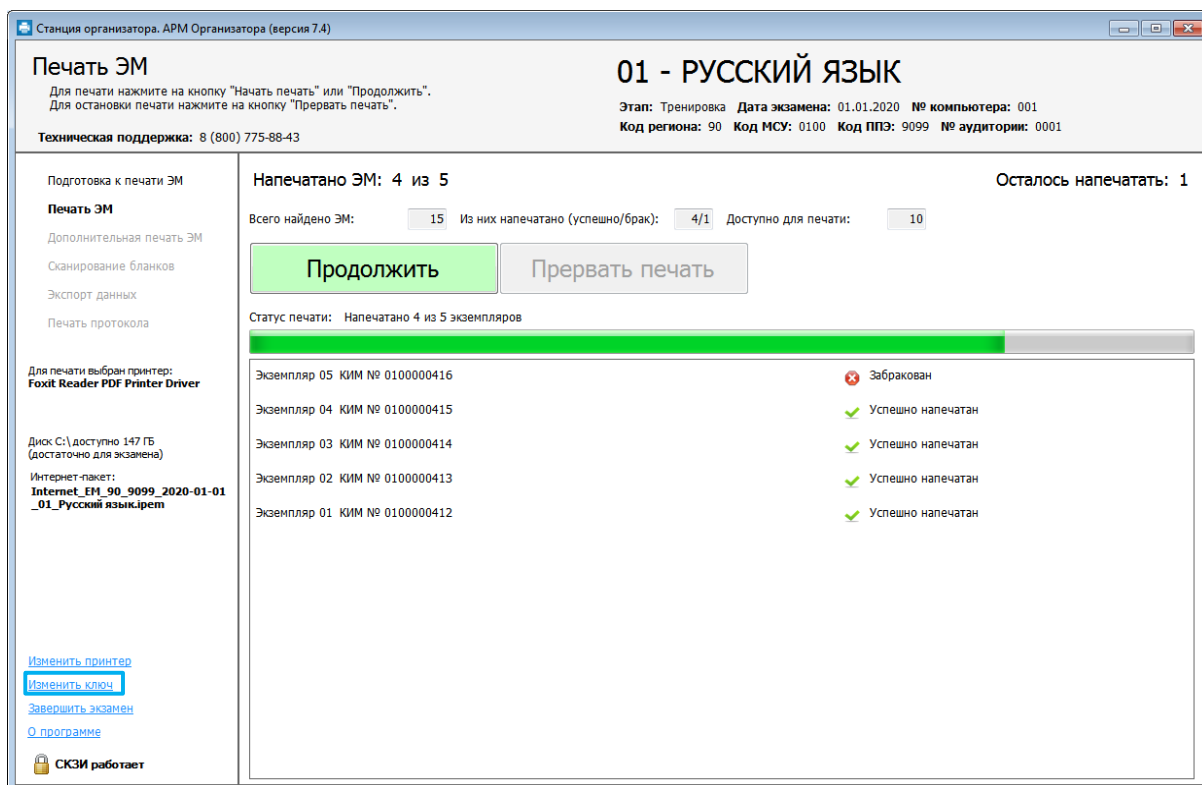 Станция организатора. АРМ Организатора (версия 7.4)
Печать ЭМ
Для печати нажмите на кнопку "Начать печать" или "Продолжить".
Для остановки печати нажмите на кнопку "Прервать печать".
Техническая поддержка: 8 (800) 775-88-43
01 - РУССКИЙ ЯЗЫК
Этап: Тренировка Дата экзамена: 01.01.2020 № компьютера: 001
Код региона: 90 Код МСУ: 0100 Код ППЭ: 9099 № аудитории: 0001
Подготовка к печати ЭМ
Печать ЭМ
Дополнительная печать ЭМ
Сканирование бланков
Экспорт данных
Печать протокола
Для печати выбран принтер:
Foxit Reader PDF Printer Driver
Диск C:\ доступно 147 ГБ
(достаточно для экзамена)
Интернет-пакет:
Internet_EM_90_9099_2020-01-01
_01_Русский язык.ipem
Изменить принтер
Изменить ключ
Завершить экзамен
О программе
СКЗИ работает
Напечатано ЭМ: 4 из 5 Осталось напечатать: 1
Всего найдено ЭМ: 15 Из них напечатано (успешно/брак): 4/1 Доступно для печати: 10
Продолжить Прервать печать
Статус печати: Напечатано 4 из 5 экземпляров
Экземпляр 05 КИМ № 0100000416 Забракован
Экземпляр 04 КИМ № 0100000415 Успешно напечатан
Экземпляр 03 КИМ № 0100000414 Успешно напечатан
Экземпляр 02 КИМ № 0100000413 Успешно напечатан
Экземпляр 01 КИМ № 0100000412 Успешно напечатан